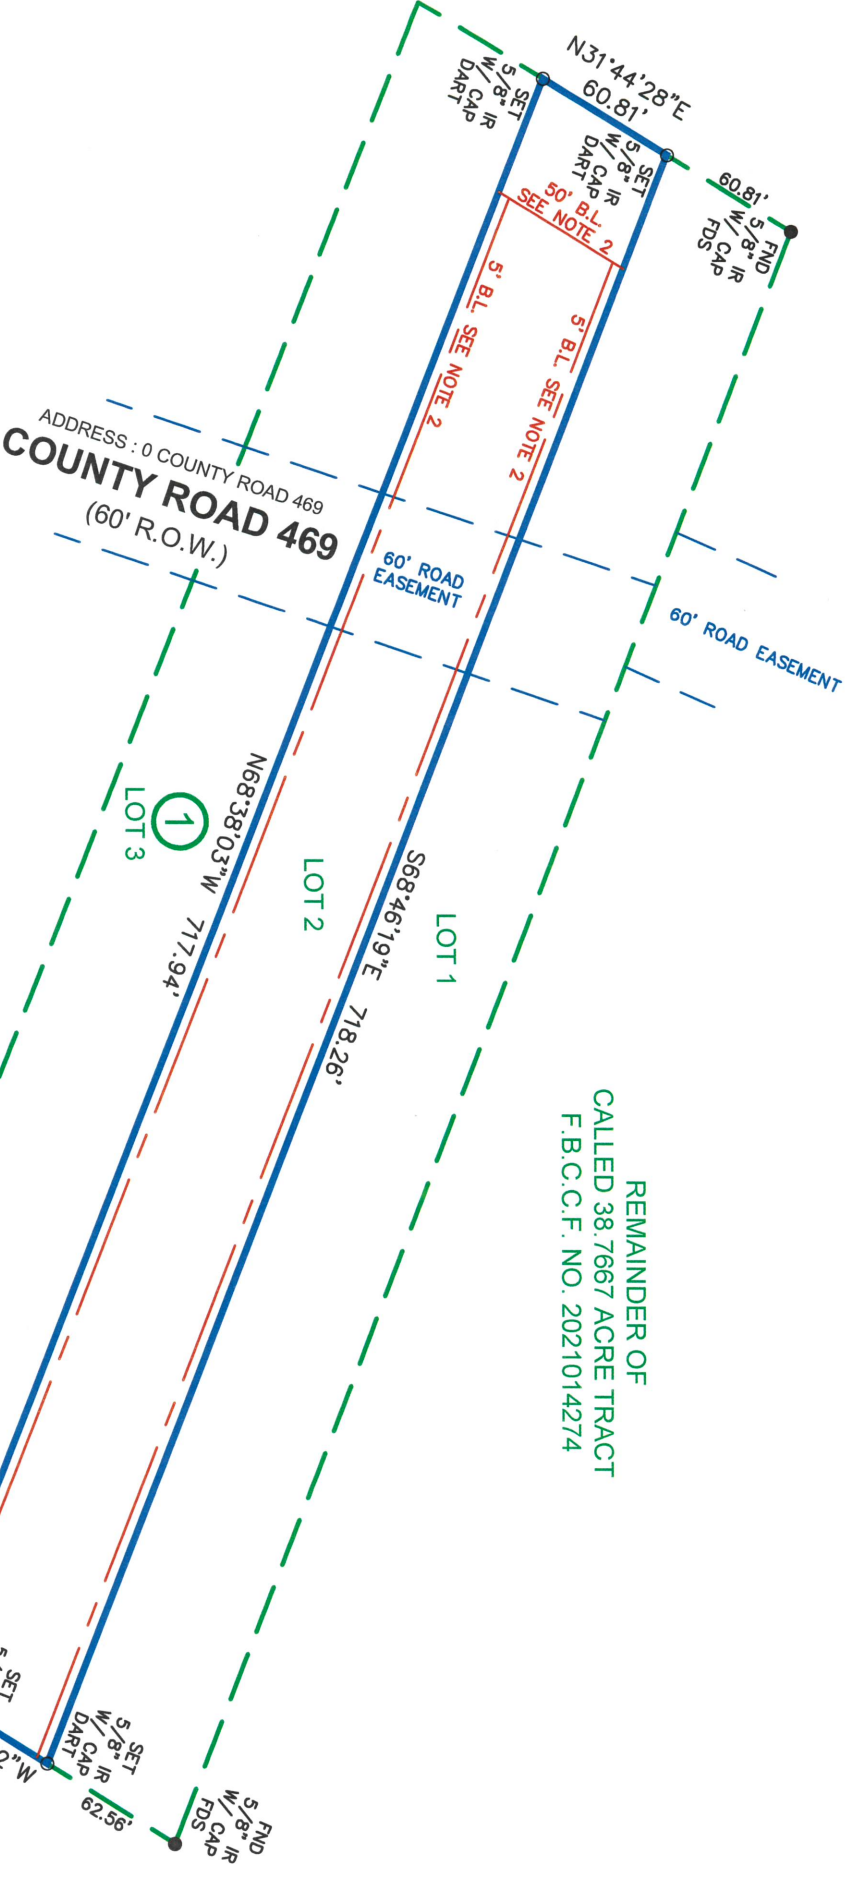 N31°44'28"E
60.81'
SET
5/8" IR
W/ CAP
DART
SET
5/8" IR
W/ CAP
DART
60.81'
FND
5/8" IR
W/ CAP
FDS
50' B.L.
SEE NOTE 2
5' B.L. SEE NOTE 2
5' B.L. SEE NOTE 2
ADDRESS : 0 COUNTY ROAD 469
COUNTY ROAD 469
(60' R.O.W.)
60' ROAD
EASEMENT
60' ROAD EASEMENT
N68°38'03"W 717.94'
1
LOT 3
LOT 2
S68°46'19"E 718.26'
LOT 1
REMAINDER OF
CALLED 38.7667 ACRE TRACT
F.B.C.C.F. NO. 2021014274
SET
2"W
SET
5/8" IR
W/ CAP
DART
62.56'
FND
5/8" IR
W/ CAP
FDS